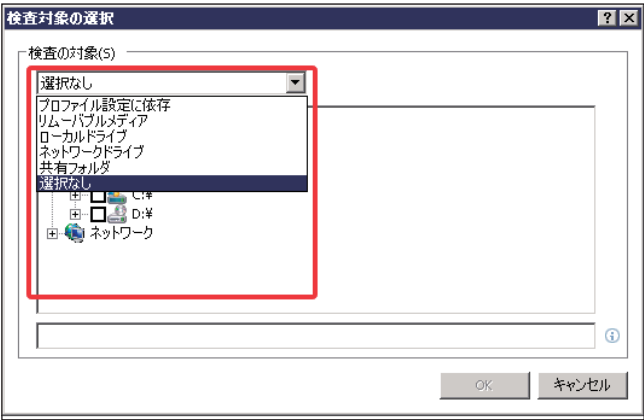 検査対象の選択
検査の対象(S)
選択なし
プロファイル設定に依存
リムーバブルメディア
ローカルドライブ
ネットワークドライブ
共有フォルダ
選択なし
C:¥
D:¥
ネットワーク
OK
キャンセル